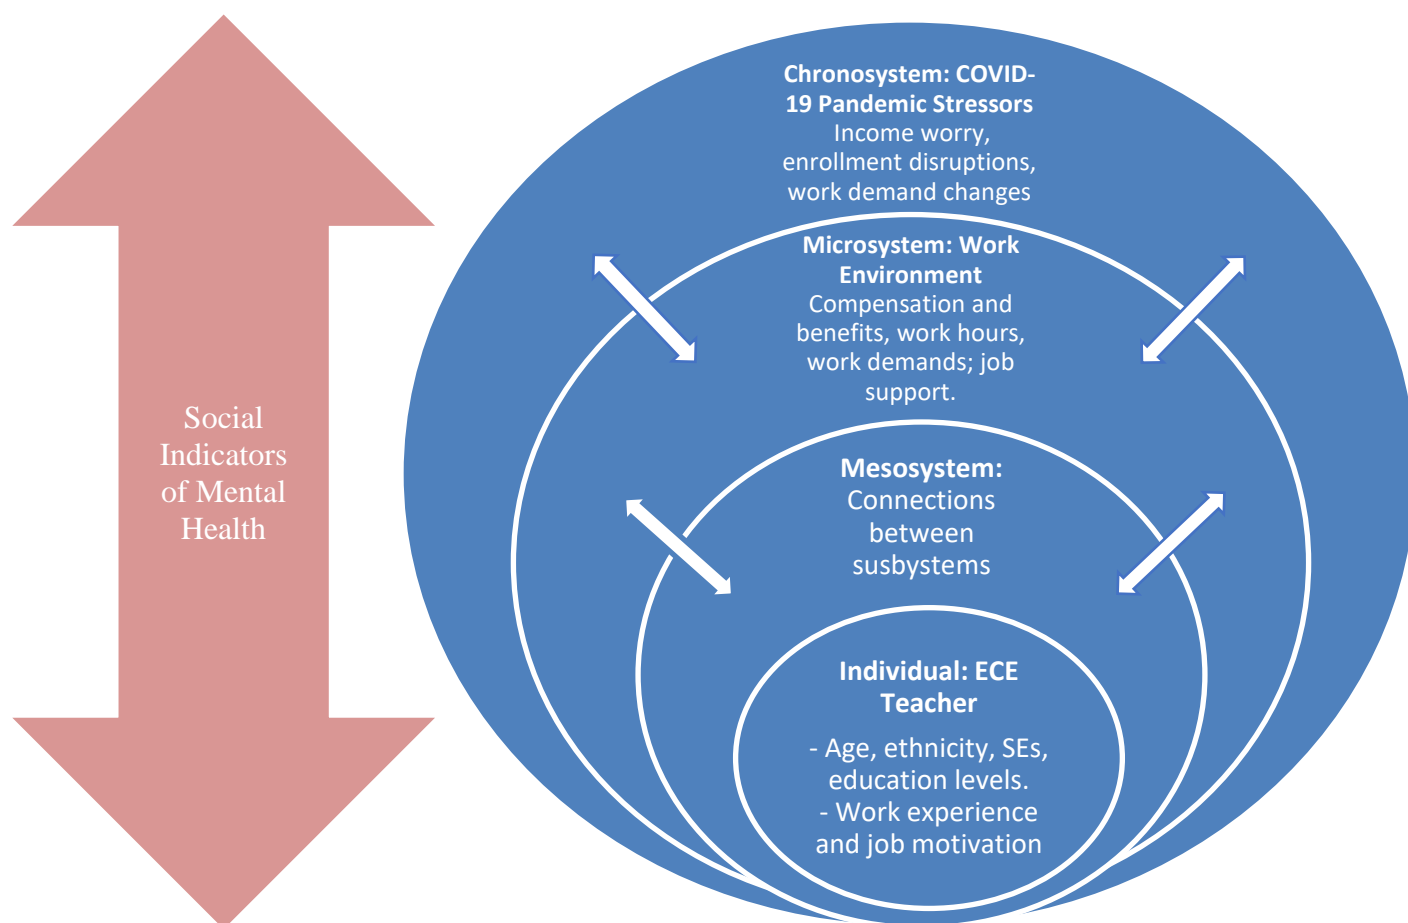 Social
Indicators
of Mental
Health
Chronosystem: COVID-
19 Pandemic Stressors
Income worry,
enrollment disruptions,
work demand changes
Microsystem: Work
Environment
Compensation and
benefits, work hours,
work demands; job
support.
Mesosystem:
Connections
between
susbystems
Individual: ECE
Teacher
- Age, ethnicity, SEs,
education levels.
- Work experience
and job motivation